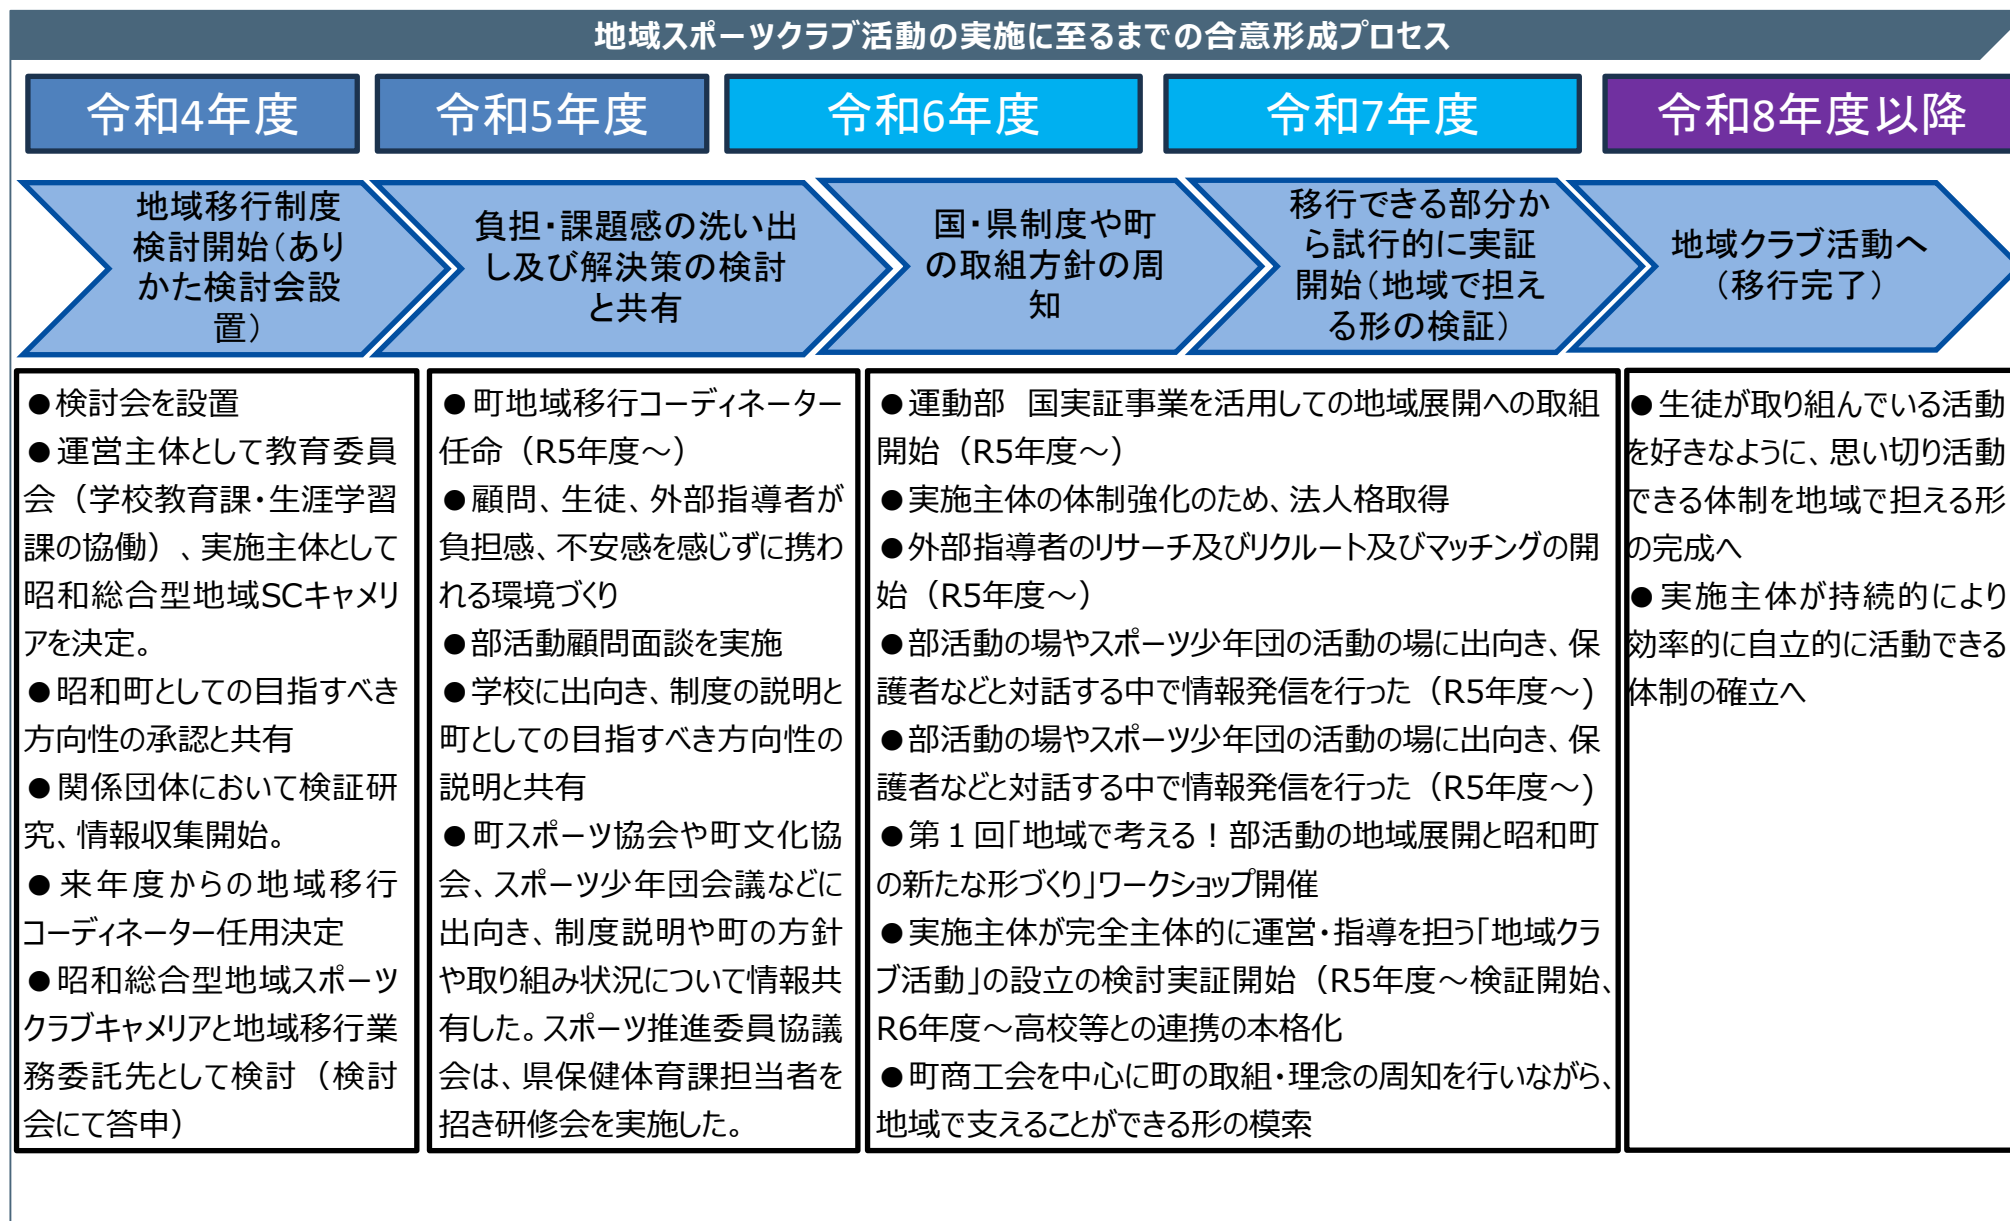 地域スポーツクラブ活動の実施に至るまでの合意形成プロセス
令和4年度
令和5年度
令和6年度
令和7年度
令和8年度以降
地域移行制度
検討開始（あり
かた検討会設
置）
負担・課題感の洗い出
し及び解決策の検討
と共有
国・県制度や町
の取組方針の周
知
移行できる部分か
ら試行的に実証
開始（地域で担え
る形の検証）
地域クラブ活動へ
（移行完了）
●検討会を設置
●運営主体として教育委員
会（学校教育課・生涯学習
課の協働）、実施主体として
昭和総合型地域SCキャメリ
アを決定。
●昭和町としての目指すべき
方向性の承認と共有
●関係団体において検証研
究、情報収集開始。
●来年度からの地域移行
コーディネーター任用決定
●昭和総合型地域スポーツ
クラブキャメリアと地域移行業
務委託先として検討（検討
会にて答申）
●町地域移行コーディネーター
任命（R5年度～）
●顧問、生徒、外部指導者が
負担感、不安感を感じずに携わ
れる環境づくり
●部活動顧問面談を実施
●学校に出向き、制度の説明と
町としての目指すべき方向性の
説明と共有
●町スポーツ協会や町文化協
会、スポーツ少年団会議などに
出向き、制度説明や町の方針
や取り組み状況について情報共
有した。スポーツ推進委員協議
会は、県保健体育課担当者を
招き研修会を実施した。
●運動部　国実証事業を活用しての地域展開への取組
開始（R5年度～）
●実施主体の体制強化のため、法人格取得
●外部指導者のリサーチ及びリクルート及びマッチングの開
始（R5年度～）
●部活動の場やスポーツ少年団の活動の場に出向き、保
護者などと対話する中で情報発信を行った（R5年度～)
●部活動の場やスポーツ少年団の活動の場に出向き、保
護者などと対話する中で情報発信を行った（R5年度～)
●第１回「地域で考える！部活動の地域展開と昭和町
の新たな形づくり」ワークショップ開催
●実施主体が完全主体的に運営・指導を担う「地域クラ
ブ活動」の設立の検討実証開始（R5年度～検証開始、
R6年度～高校等との連携の本格化
●町商工会を中心に町の取組・理念の周知を行いながら、
地域で支えることができる形の模索
●生徒が取り組んでいる活動
を好きなように、思い切り活動
できる体制を地域で担える形
の完成へ
●実施主体が持続的により
効率的に自立的に活動できる
体制の確立へ